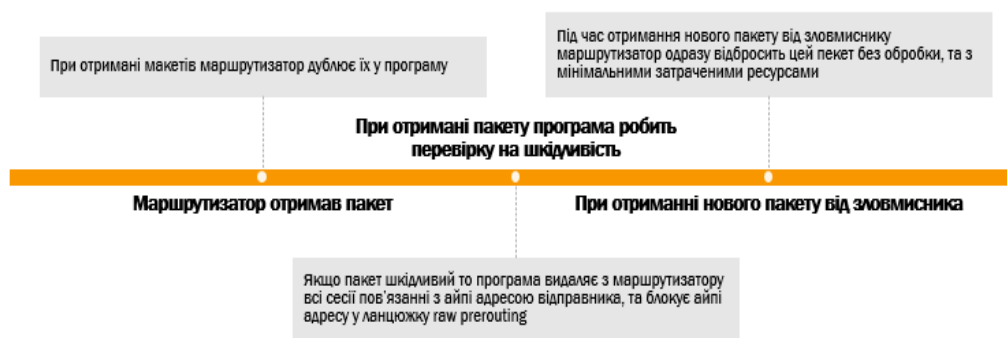 При отримані макетів маршрутизатор дублює їх у програму
Під час отримання нового пакету від зловмиснику
маршрутизатор одразу відбросить цей пекет без обробки, та з
мінімальними затраченими ресурсами
При отримані пакету програма робить
перевірку на шкідливість
Маршрутизатор отримав пакет
При отриманні нового пакету від зловмисника
Якщо пакет шкідливий то програма видаляє з маршрутизатору
всі сесії пов'язанні з айпі адресою відправника, та блокує айпі
адресу у ланцюжку raw prerouting